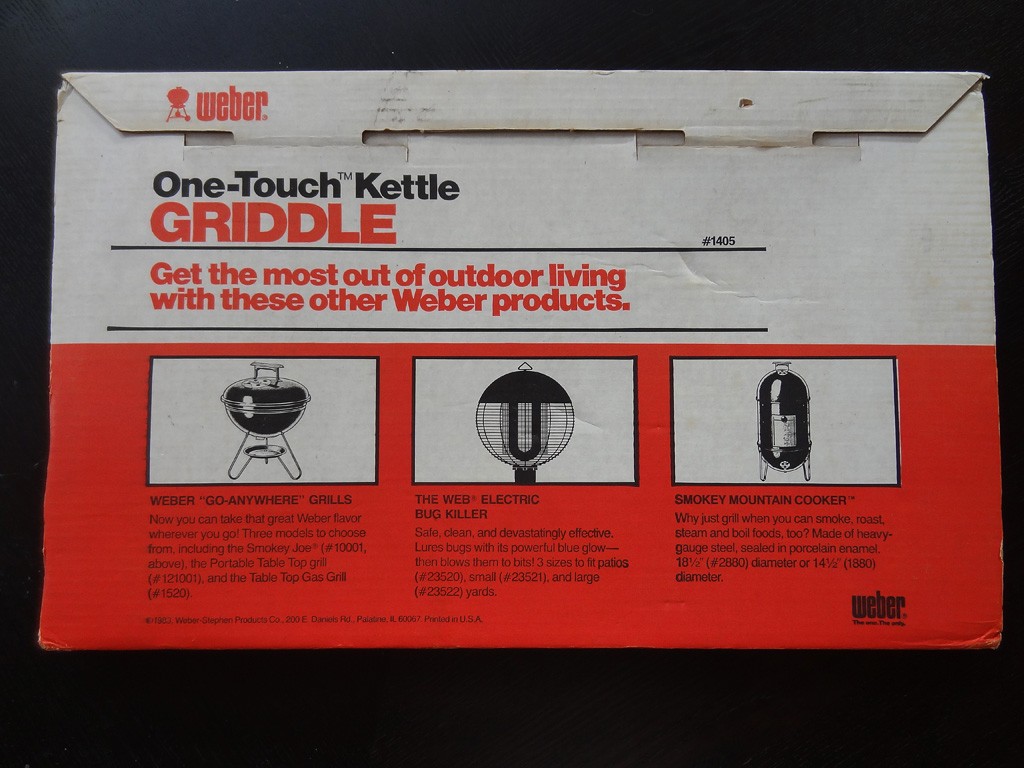 weber®
One-Touch™ Kettle
GRIDDLE
#1405
Get the most out of outdoor living
with these other Weber products.
WEBER "GO-ANYWHERE" GRILLS
Now you can take that great Weber flavor
wherever you go! Three models to choose
from, including the Smokey Joe® (#10001,
above), the Portable Table Top grill
(#121001), and the Table Top Gas Grill
(#1520).
THE WEB® ELECTRIC
BUG KILLER
Safe, clean, and devastatingly effective.
Lures bugs with its powerful blue glow—
then blows them to bits! 3 sizes to fit patios
(#23520), small (#23521), and large
(#23522) yards.
SMOKEY MOUNTAIN COOKER™
Why just grill when you can smoke, roast,
steam and boil foods, too? Made of heavy-
gauge steel, sealed in porcelain enamel.
18½" (#2880) diameter or 14½" (1880)
diameter.
Weber-Stephen Products Co., 200 E. Daniels Rd., Palatine, IL 60067 Printed in U.S.A.
weber®
The one. The only.